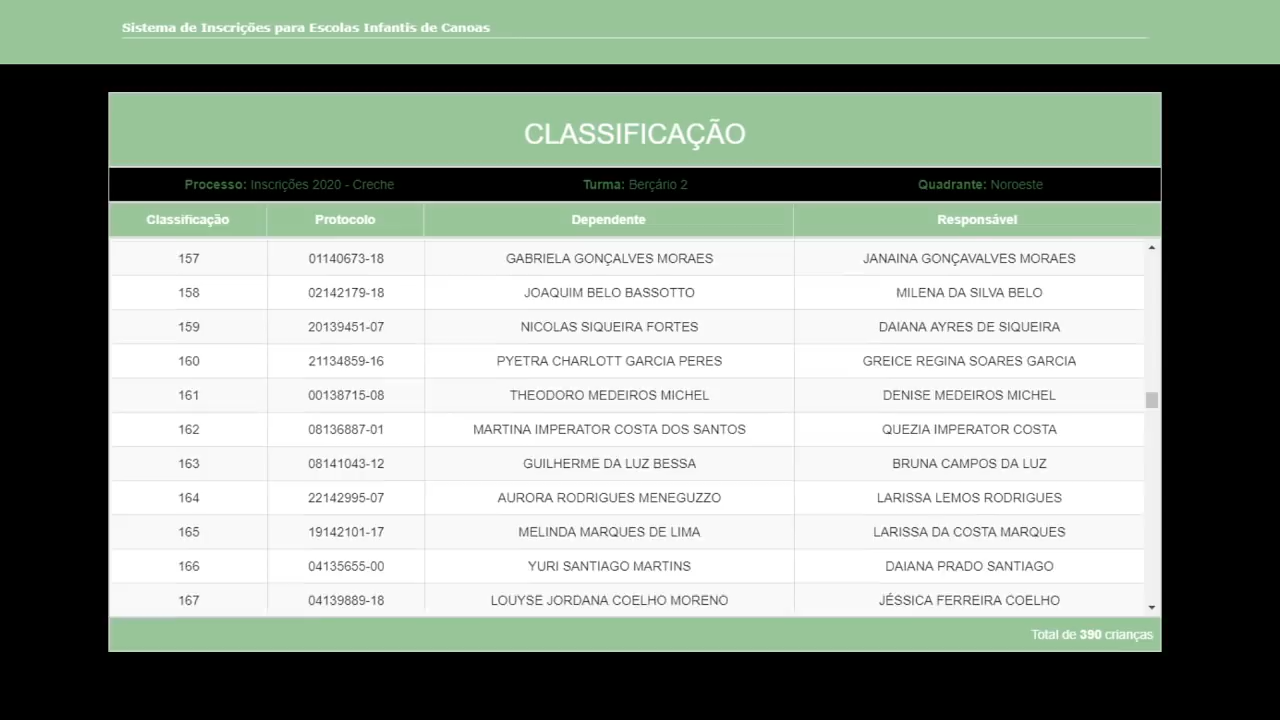 Sistema de Inscrições para Escolas Infantis de Canoas
CLASSIFICAÇÃO
Processo: Inscrições 2020 - Creche Turma: Berçário 2 Quadrante: Noroeste
Classificação Protocolo Dependente Responsável
157 01140673-18 GABRIELA GONÇALVES MORAES JANAINA GONÇAVALVES MORAES
158 02142179-18 JOAQUIM BELO BASSOTTO MILENA DA SILVA BELO
159 20139451-07 NICOLAS SIQUEIRA FORTES DAIANA AYRES DE SIQUEIRA
160 21134859-16 PYETRA CHARLOTT GARCIA PERES GREICE REGINA SOARES GARCIA
161 00138715-08 THEODORO MEDEIROS MICHEL DENISE MEDEIROS MICHEL
162 08136887-01 MARTINA IMPERATOR COSTA DOS SANTOS QUEZIA IMPERATOR COSTA
163 08141043-12 GUILHERME DA LUZ BESSA BRUNA CAMPOS DA LUZ
164 22142995-07 AURORA RODRIGUES MENEGUZZO LARISSA LEMOS RODRIGUES
165 19142101-17 MELINDA MARQUES DE LIMA LARISSA DA COSTA MARQUES
166 04135655-00 YURI SANTIAGO MARTINS DAIANA PRADO SANTIAGO
167 04139889-18 LOUYSE JORDANA COELHO MORENO JÉSSICA FERREIRA COELHO
Total de 390 crianças